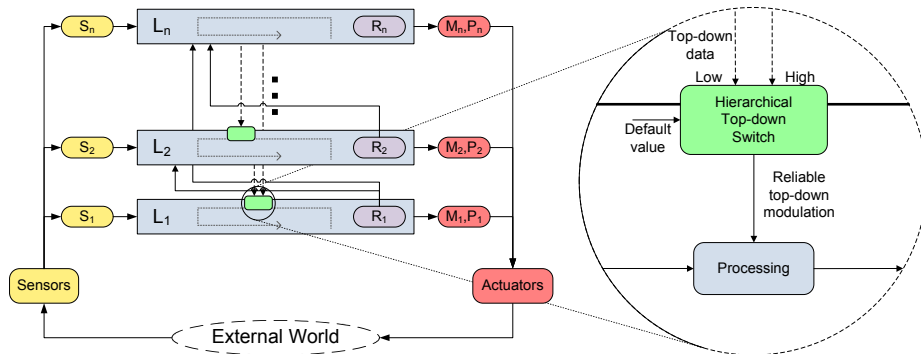 Sn
Ln
Rn
Mn,Pn
S2
L2
R2
M2,P2
S1
L1
R1
M1,P1
Sensors
Actuators
External World
Top-down
data
Low
High
Hierarchical
Top-down
Switch
Default
value
Reliable
top-down
modulation
Processing